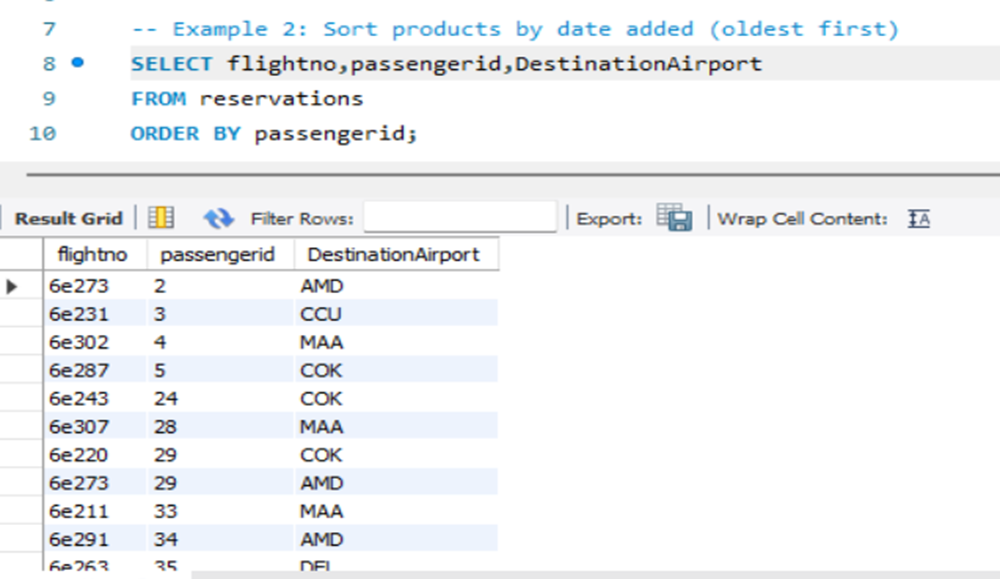 7 -- Example 2: Sort products by date added (oldest first)
8 SELECT flightno,passengerid,DestinationAirport
9 FROM reservations
10 ORDER BY passengerid;
Result Grid Filter Rows: Export: Wrap Cell Content: IA
flightno passengerid DestinationAirport
6e273 2 AMD
6e231 3 CCU
6e302 4 MAA
6e287 5 COK
6e243 24 COK
6e307 28 MAA
6e220 29 COK
6e273 29 AMD
6e211 33 MAA
6e291 34 AMD
6e263 35 DEL